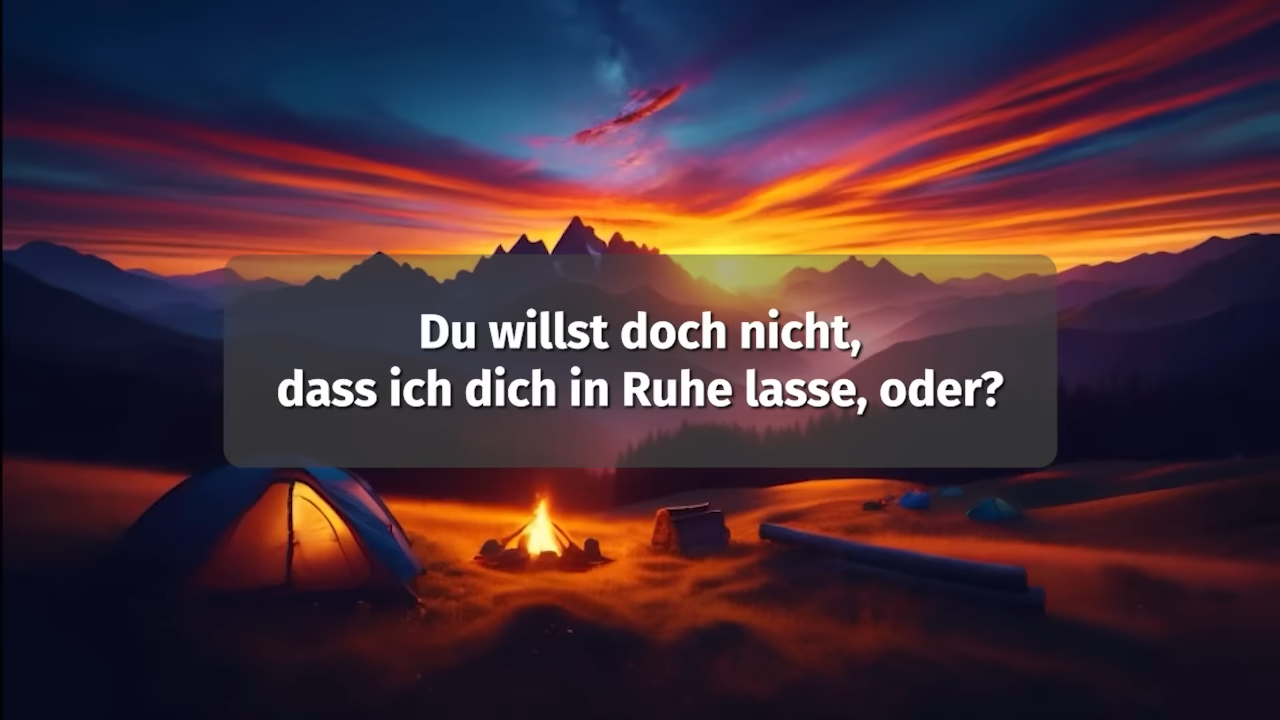 Du willst doch nicht,
dass ich dich in Ruhe lasse, oder?